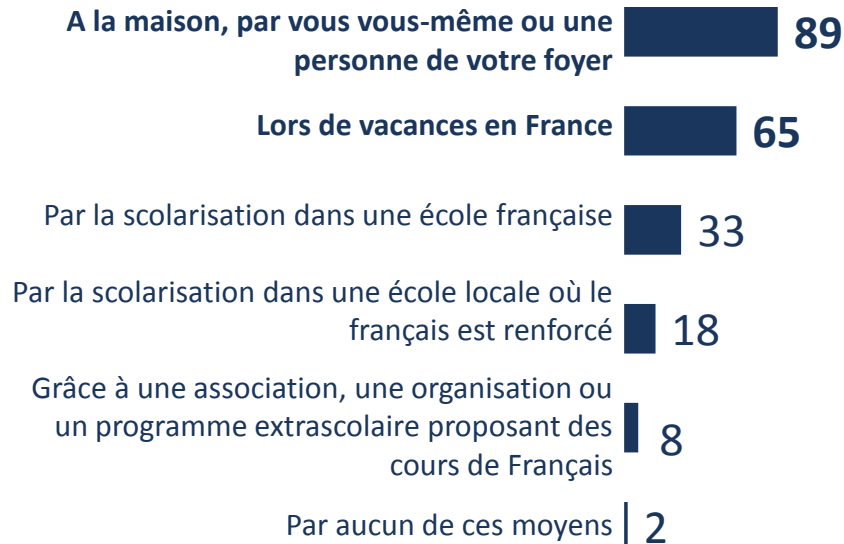 A la maison, par vous vous-même ou une
personne de votre foyer
89
Lors de vacances en France
65
Par la scolarisation dans une école française
33
Par la scolarisation dans une école locale où le
français est renforcé
18
Grâce à une association, une organisation ou
un programme extrascolaire proposant des
cours de Français
8
Par aucun de ces moyens
2